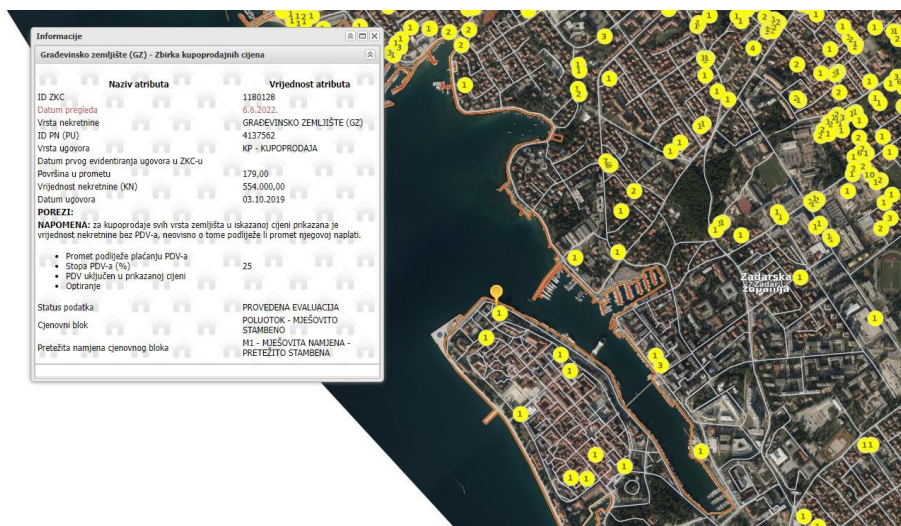 Informacije
Građevinsko zemljište (GZ) - Zbirka kupoprodajnih cijena
Naziv atributa Vrijednost atributa
ID ZKC 1180128
Datum pregleda 6.6.2022.
Vrsta nekretnine GRAĐEVINSKO ZEMLJIŠTE (GZ)
ID PN (PU) 4137562
Vrsta ugovora KP - KUPOPRODAJA
Datum prvog evidentiranja ugovora u ZKC-u
Površina u prometu 179,00
Vrijednost nekretnine (KN) 554.000,00
Datum ugovora 03.10.2019
POREZI:
NAPOMENA: za kupoprodaje svih vrsta zemljišta u iskazanoj cijeni prikazana je
vrijednost nekretnine bez PDV-a, neovisno o tome podliježe li promet njegovoj naplati.
• Promet podliježe plaćanju PDV-a
• Stopa PDV-a (%) 25
• PDV uključen u prikazanoj cijeni
• Optiranje
Status podatka PROVEDENA EVALUACIJA
Cjenovni blok POLUOTOK - MJEŠOVITO
STAMBENO
Pretežita namjena cjenovnog bloka M1 - MJEŠOVITA NAMJENA -
PRETEŽITO STAMBENA
Zadarska
Zadar
županija